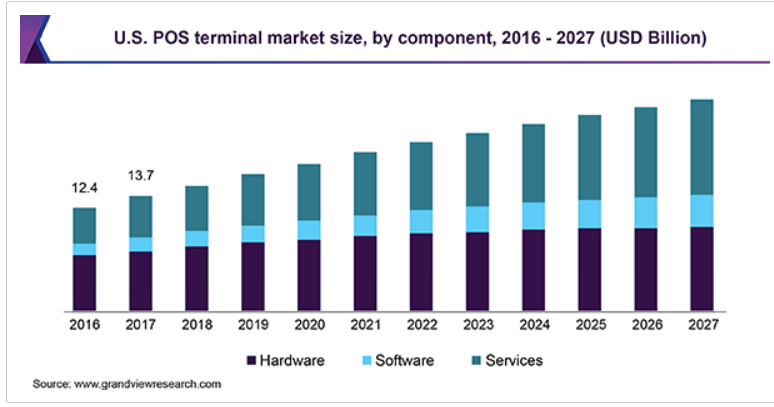 U.S. POS terminal market size, by component, 2016 - 2027 (USD Billion)
12.4
13.7
2016 2017 2018 2019 2020 2021 2022 2023 2024 2025 2026 2027
Hardware Software Services
Source: www.grandviewresearch.com